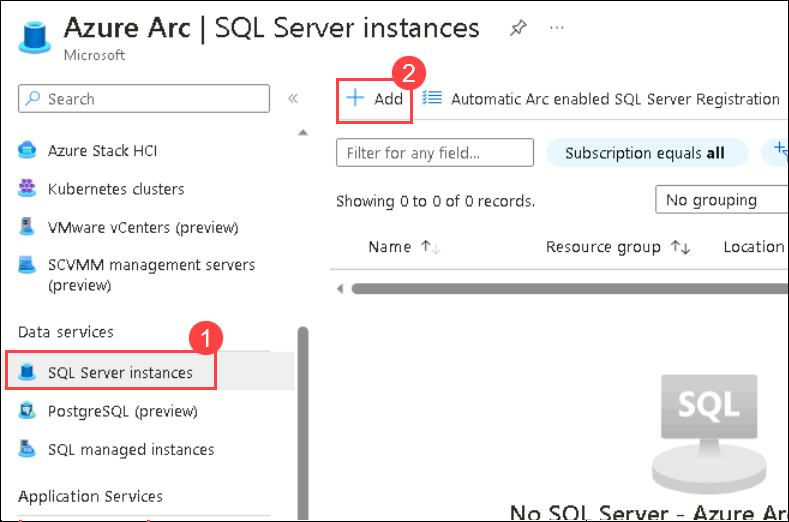 Azure Arc | SQL Server instances
Microsoft
Search
Azure Stack HCI
Kubernetes clusters
VMware vCenters (preview)
SCVMM management servers
(preview)
Data services
1
SQL Server instances
PostgreSQL (preview)
SQL managed instances
Application Services
2
Add
Automatic Arc enabled SQL Server Registration
Filter for any field...
Subscription equals all
Showing 0 to 0 of 0 records.
No grouping
Name
Resource group
Location
SQL
No SQL Server - Azure Arc